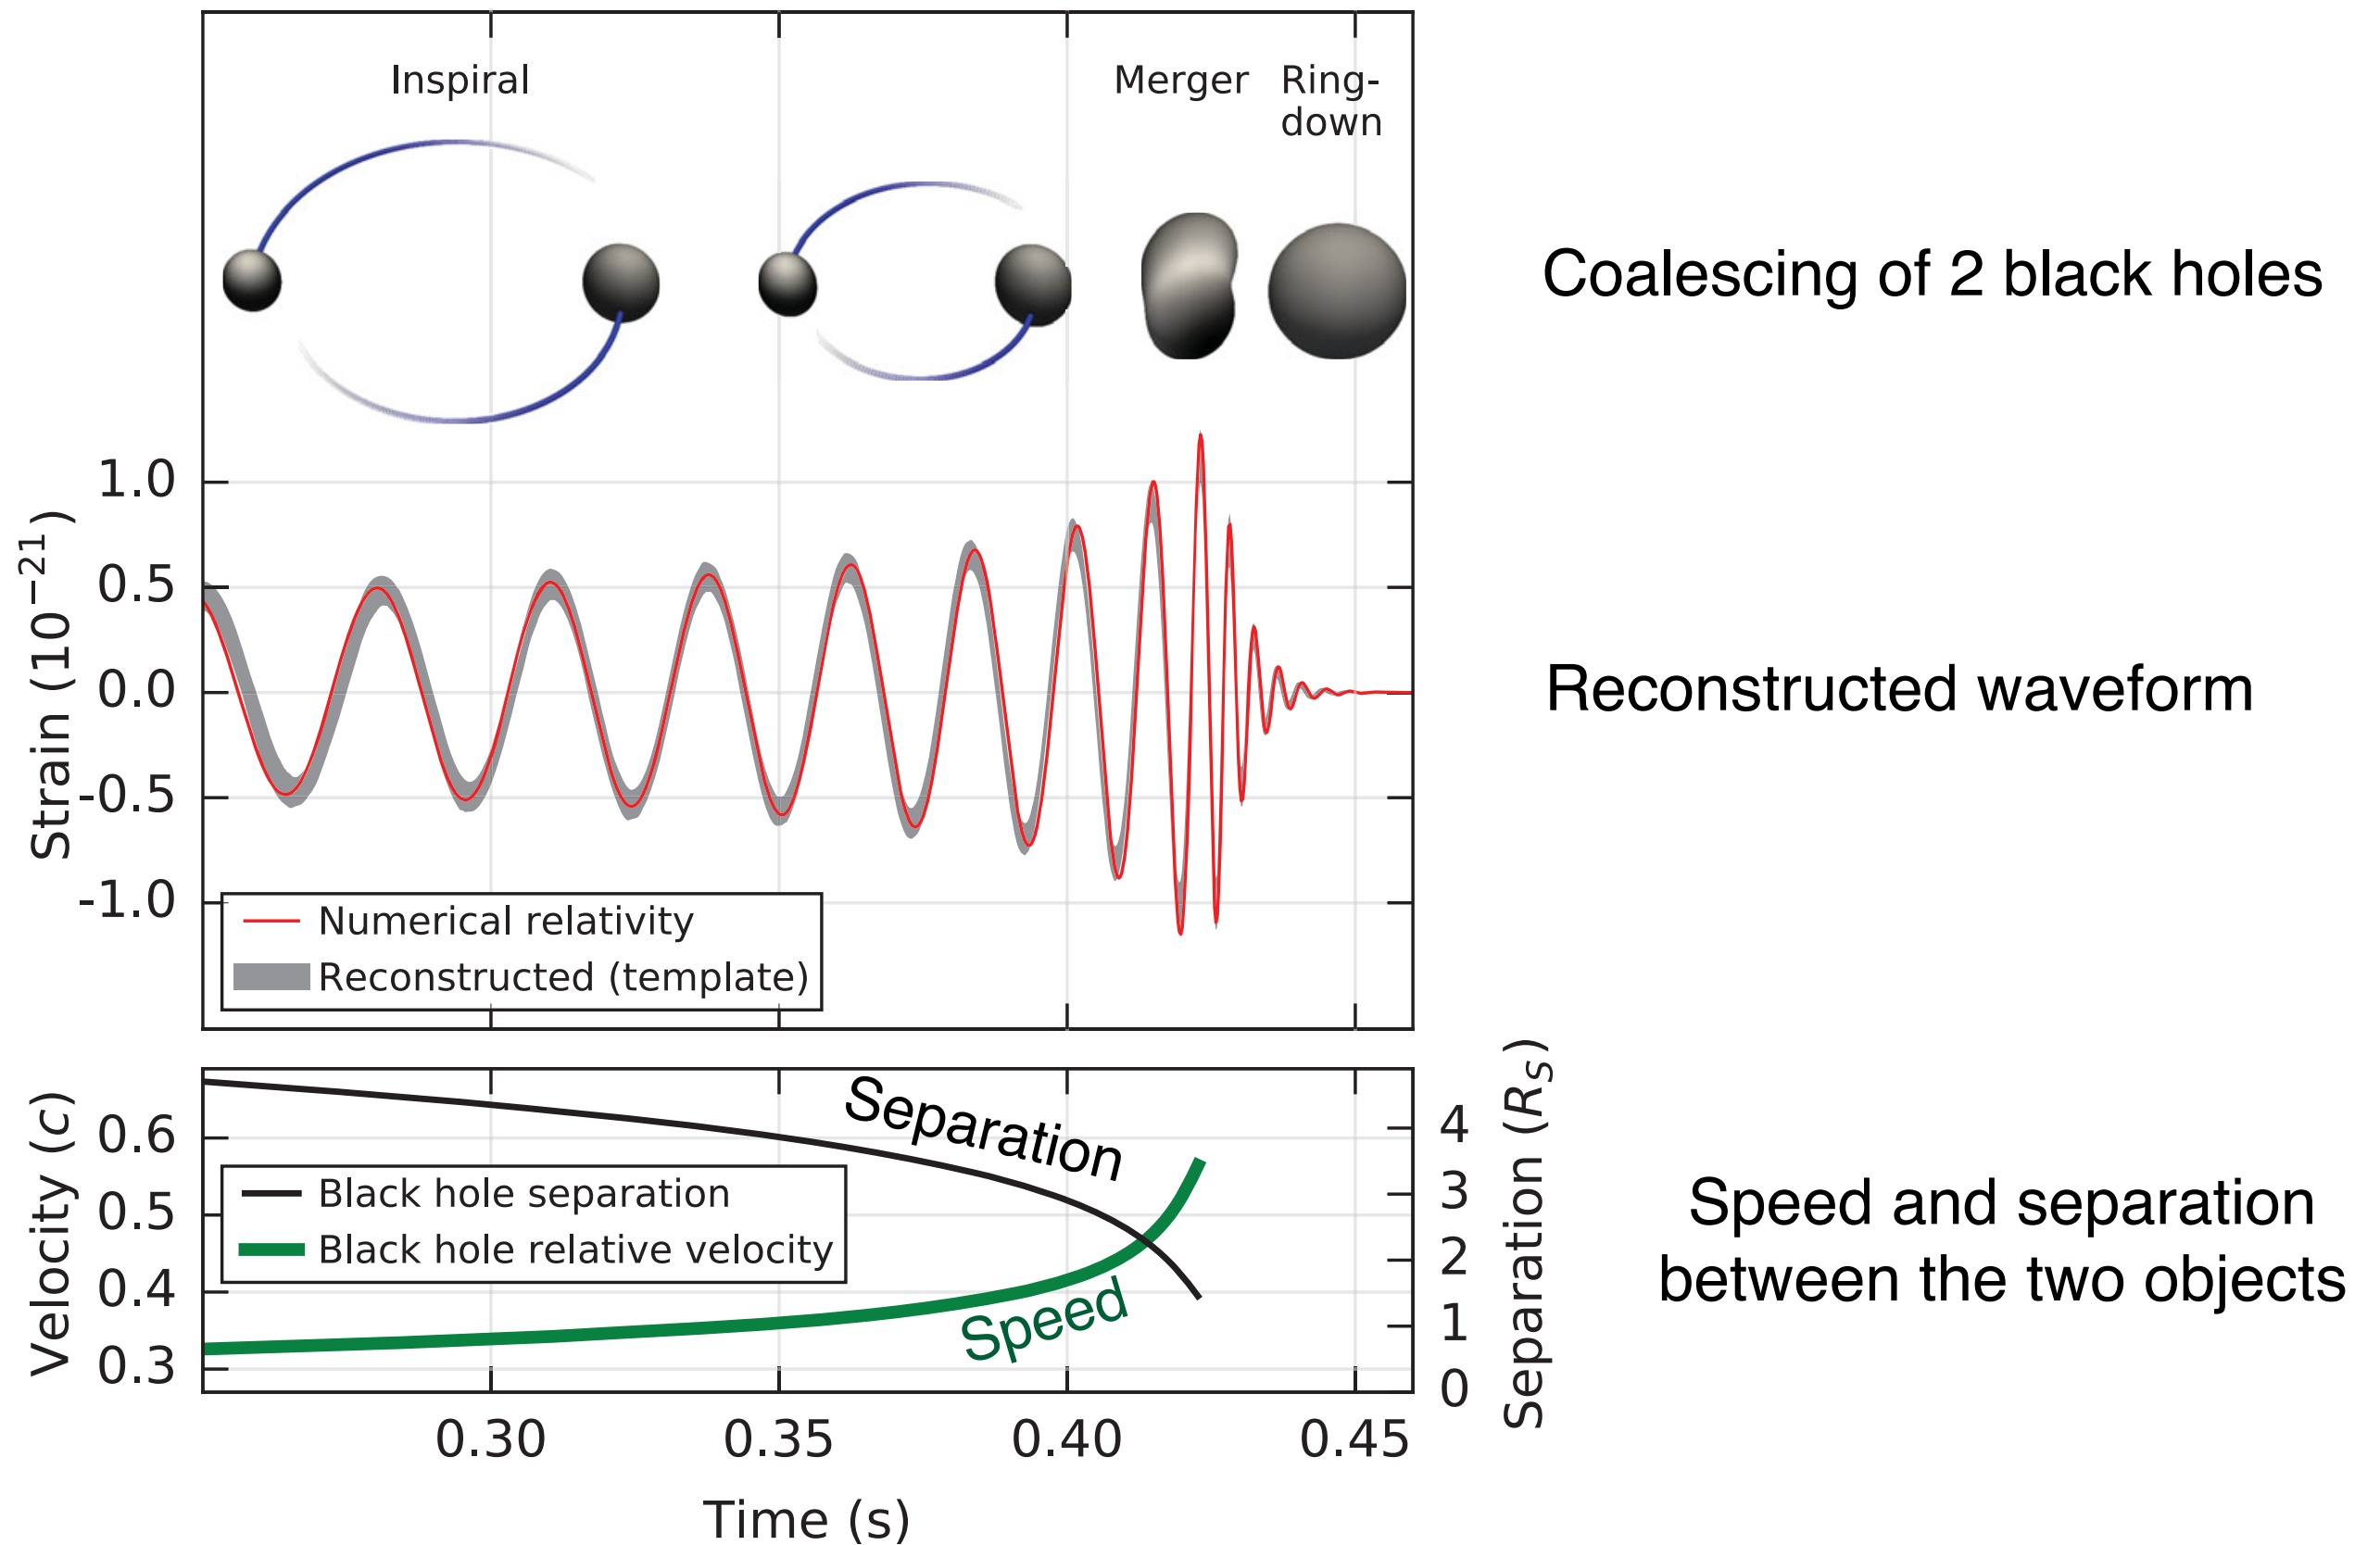 Inspiral
Merger
Ring-
down
Coalescing of 2 black holes
Strain (10⁻²¹)
1.0
0.5
0.0
-0.5
-1.0
Numerical relativity
Reconstructed (template)
Reconstructed waveform
Velocity (c)
0.6
0.5
0.4
0.3
Separation
Black hole separation
Black hole relative velocity
Speed
4
3
2
1
0
Separation (R_S)
Speed and separation
between the two objects
0.30
0.35
0.40
0.45
Time (s)